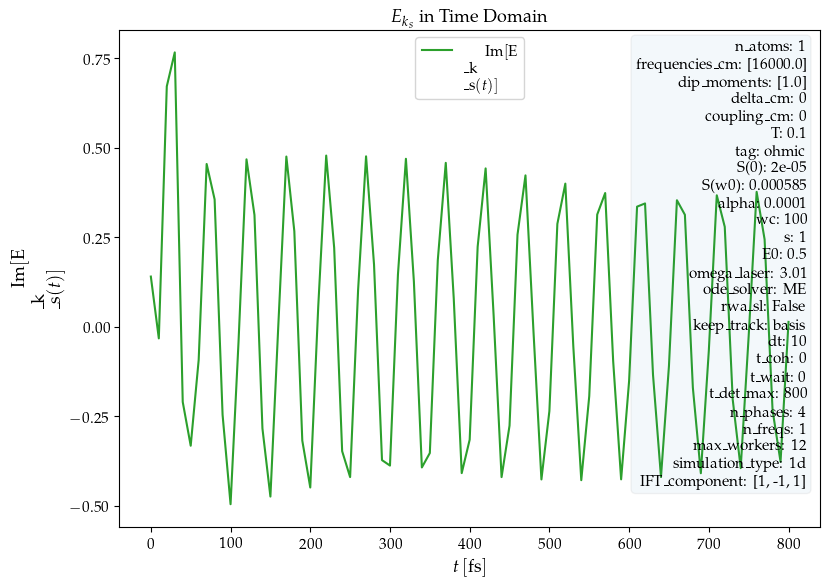 E_{k_s} in Time Domain
Im[E
_k
_s(t)]
n_atoms: 1
frequencies_cm: [16000.0]
dip_moments: [1.0]
delta_cm: 0
coupling_cm: 0
T: 0.1
tag: ohmic
S(0): 2e-05
S(w0): 0.000585
alpha: 0.0001
wc: 100
s: 1
E0: 0.5
omega_laser: 3.01
ode_solver: ME
rwa_sl: False
keep_track: basis
dt: 10
t_coh: 0
t_wait: 0
t_det_max: 800
n_phases: 4
n_freqs: 1
max_workers: 12
simulation_type: 1d
IFT_component: [1, -1, 1]
Im[E
_k
_s(t)]
0.75
0.50
0.25
0.00
−0.25
−0.50
0 100 200 300 400 500 600 700 800
t [fs]